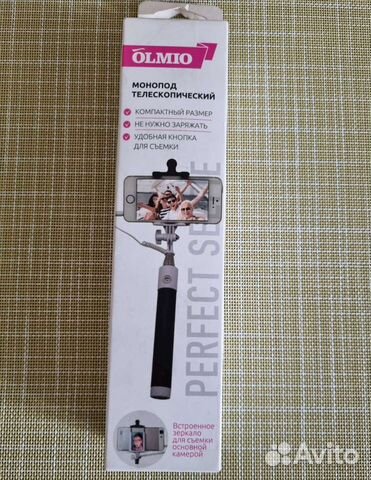 OLMIO
МОНОПОД
ТЕЛЕСКОПИЧЕСКИЙ
КОМПАКТНЫЙ РАЗМЕР
НЕ НУЖНО ЗАРЯЖАТЬ
УДОБНАЯ КНОПКА
ДЛЯ СЪЕМКИ
PERFECT SE
Встроенное
зеркало
для съемки
основной
камерой
Avito